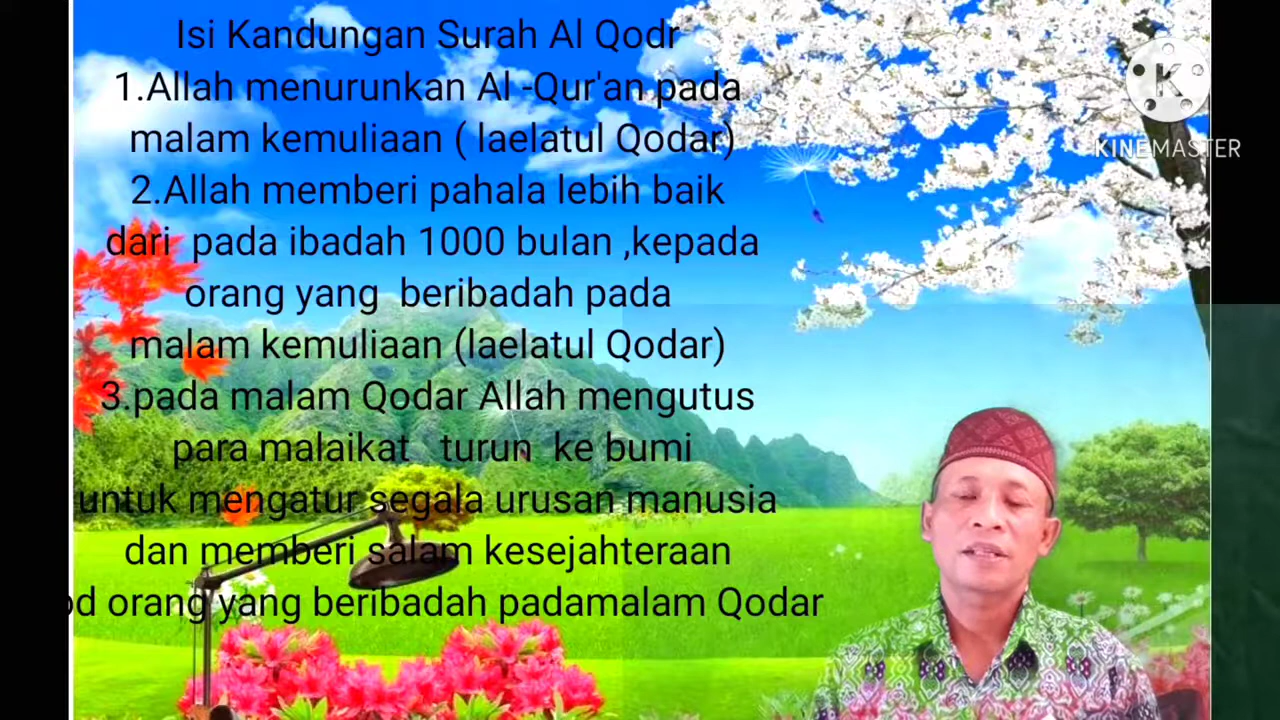 Isi Kandungan Surah Al Qodr
1.Allah menurunkan Al -Qur'an pada
malam kemuliaan ( laelatul Qodar)
2.Allah memberi pahala lebih baik
dari pada ibadah 1000 bulan ,kepada
orang yang beribadah pada
malam kemuliaan (laelatul Qodar)
3.pada malam Qodar Allah mengutus
para malaikat turun ke bumi
untuk mengatur segala urusan manusia
dan memberi salam kesejahteraan
orang yang beribadah padamalam Qodar
K
KINEMASTER